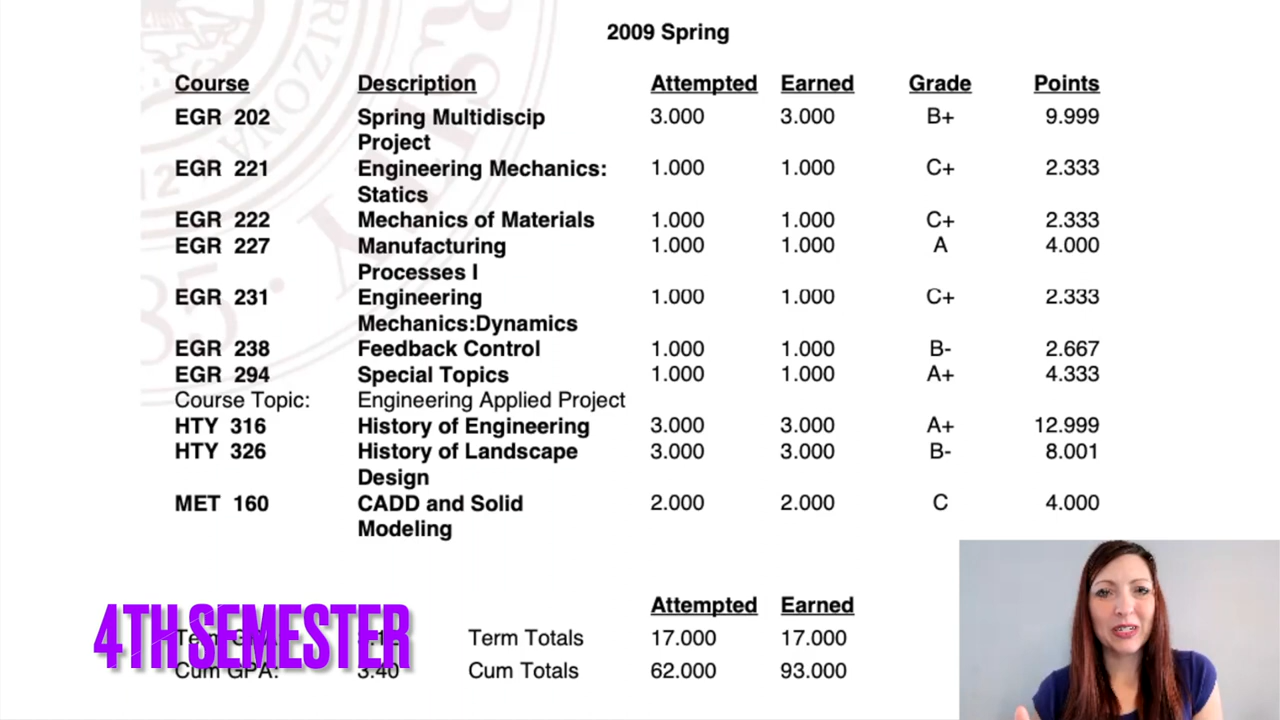 2009 Spring
Course Description Attempted Earned Grade Points
EGR 202 Spring Multidiscip 3.000 3.000 B+ 9.999
Project
EGR 221 Engineering Mechanics: 1.000 1.000 C+ 2.333
Statics
EGR 222 Mechanics of Materials 1.000 1.000 C+ 2.333
EGR 227 Manufacturing 1.000 1.000 A 4.000
Processes I
EGR 231 Engineering 1.000 1.000 C+ 2.333
Mechanics:Dynamics
EGR 238 Feedback Control 1.000 1.000 B- 2.667
EGR 294 Special Topics 1.000 1.000 A+ 4.333
Course Topic: Engineering Applied Project
HTY 316 History of Engineering 3.000 3.000 A+ 12.999
HTY 326 History of Landscape 3.000 3.000 B- 8.001
Design
MET 160 CADD and Solid 2.000 2.000 C 4.000
Modeling
Attempted Earned
4TH SEMESTER
Term Totals 17.000 17.000
Cum GPA: 3.40 Cum Totals 62.000 93.000